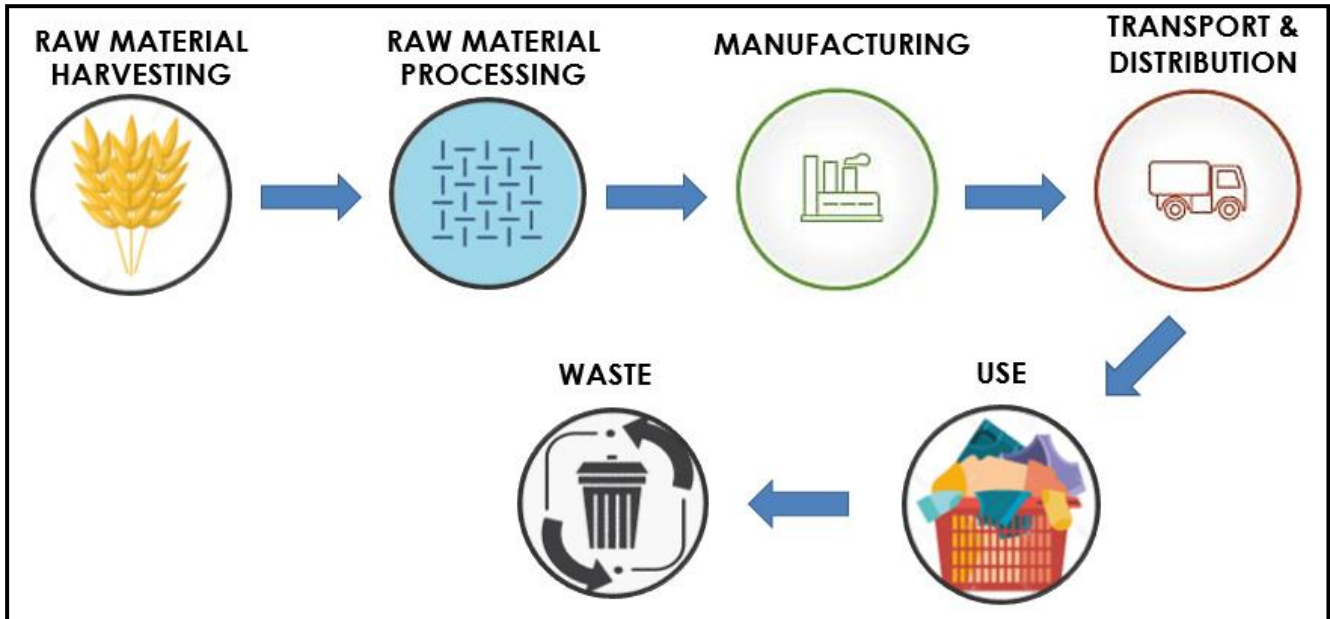 RAW MATERIAL
HARVESTING
RAW MATERIAL
PROCESSING
MANUFACTURING
TRANSPORT &
DISTRIBUTION
USE
WASTE